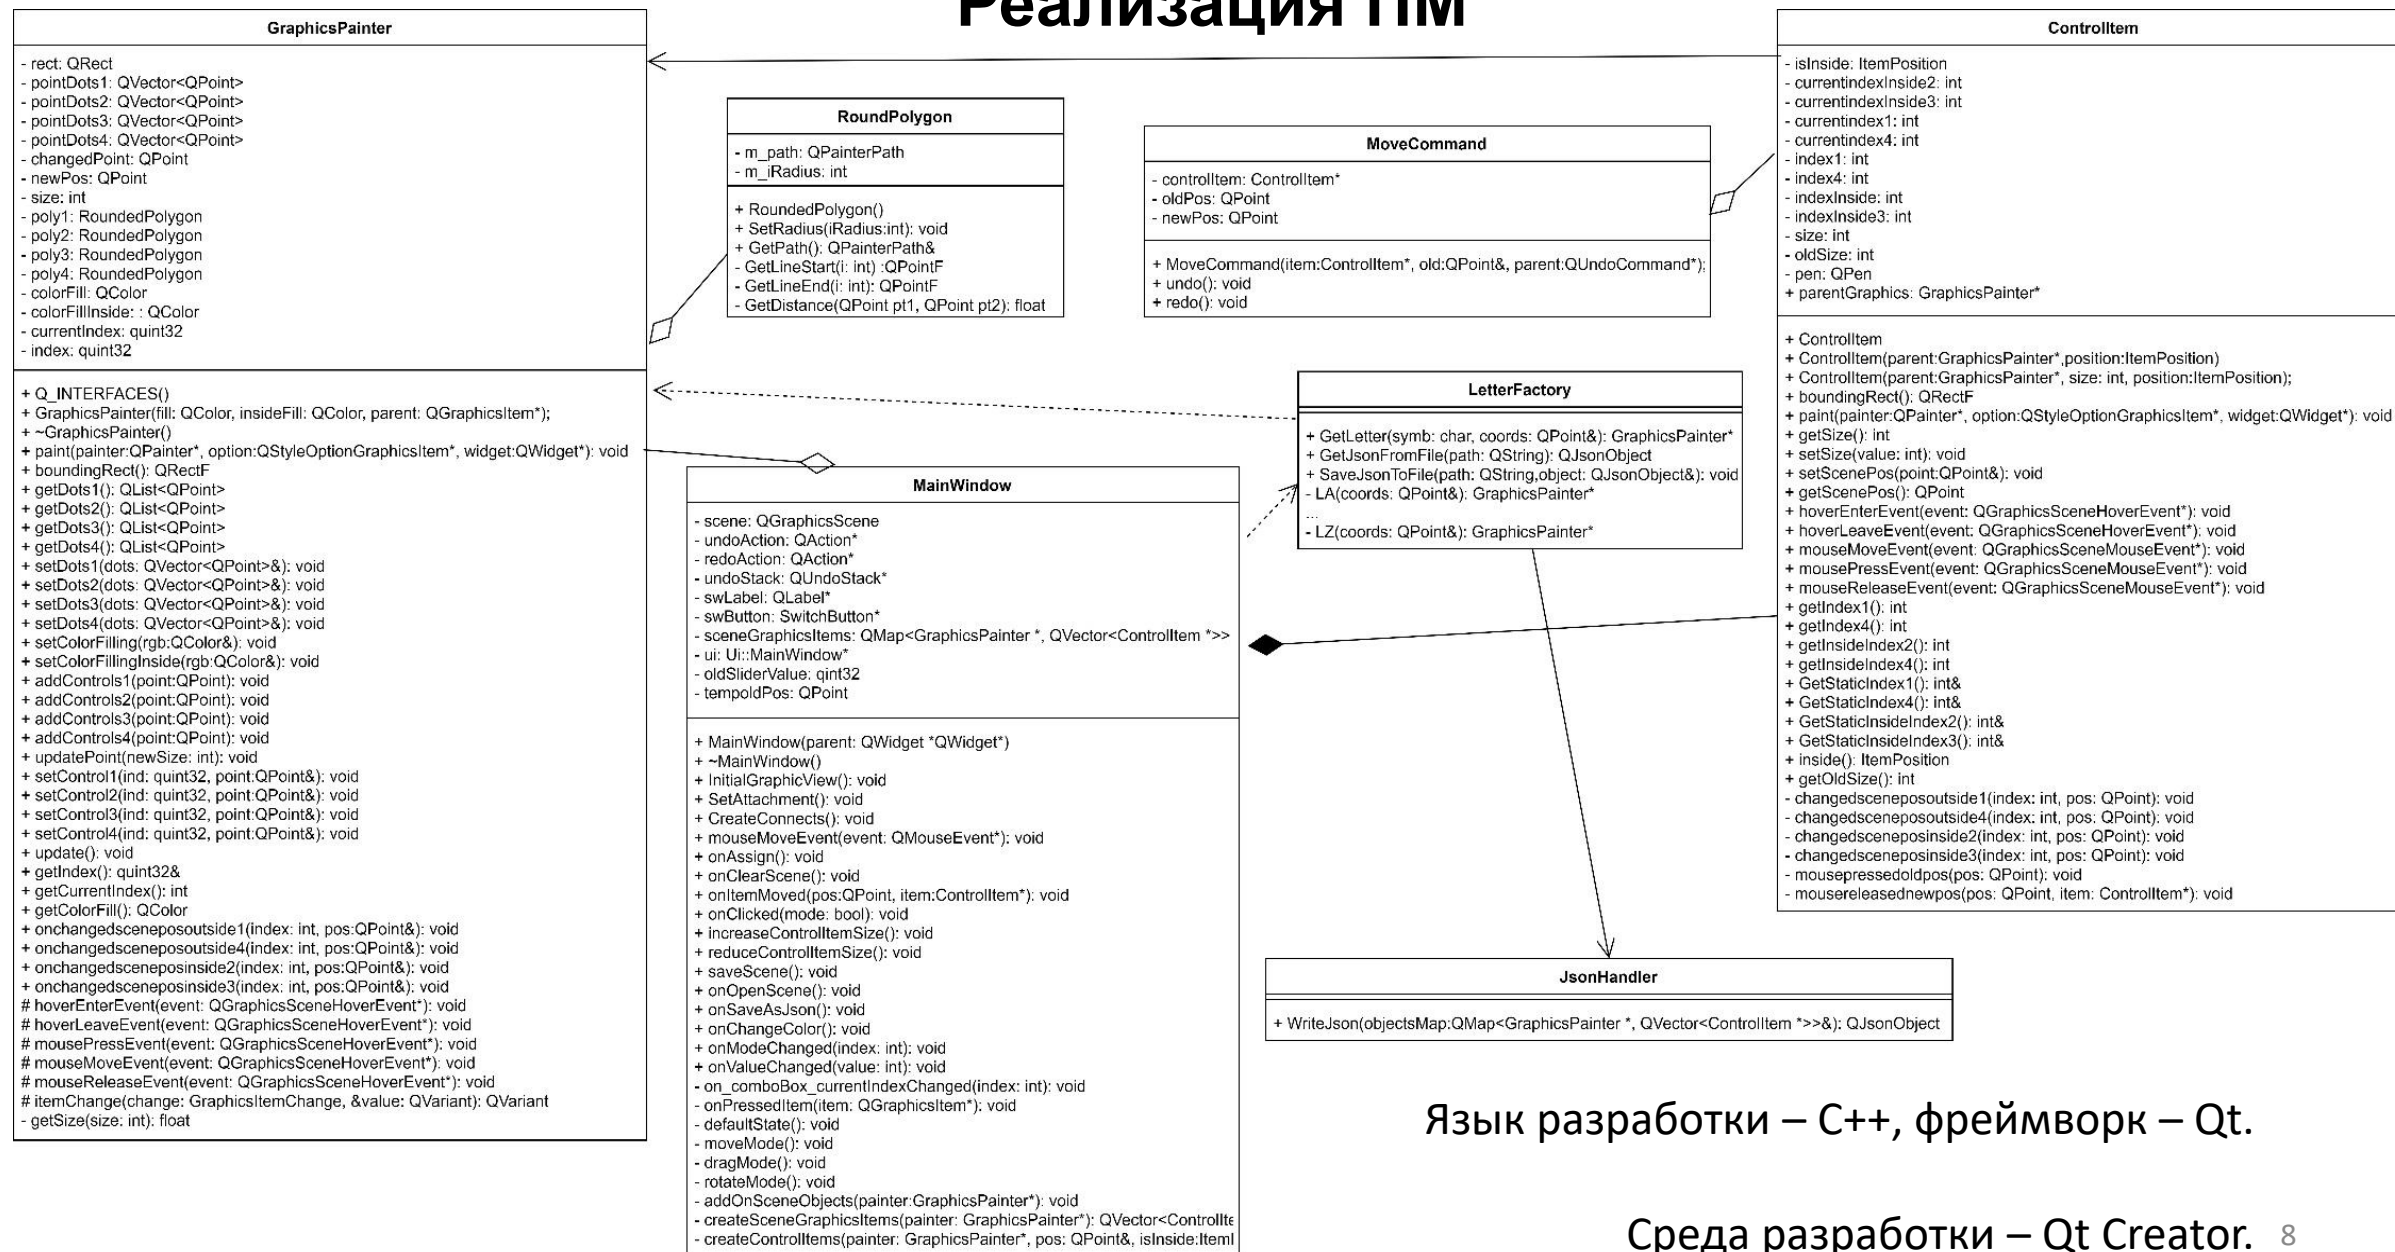 Реализация ПМ
GraphicsPainter
- rect: QRect
- pointDots1: QVector<QPoint>
- pointDots2: QVector<QPoint>
- pointDots3: QVector<QPoint>
- pointDots4: QVector<QPoint>
- changedPoint: QPoint
- newPos: QPoint
- size: int
- poly1: RoundedPolygon
- poly2: RoundedPolygon
- poly3: RoundedPolygon
- poly4: RoundedPolygon
- colorFill: QColor
- colorFillInside: : QColor
- currentIndex: quint32
- index: quint32
+ Q_INTERFACES()
+ GraphicsPainter(fill: QColor, insideFill: QColor, parent: QGraphicsItem*);
+ ~GraphicsPainter()
+ paint(painter:QPainter*, option:QStyleOptionGraphicsItem*, widget:QWidget*): void
+ boundingRect(): QRectF
+ getDots1(): QList<QPoint>
+ getDots2(): QList<QPoint>
+ getDots3(): QList<QPoint>
+ getDots4(): QList<QPoint>
+ setDots1(dots: QVector<QPoint>&): void
+ setDots2(dots: QVector<QPoint>&): void
+ setDots3(dots: QVector<QPoint>&): void
+ setDots4(dots: QVector<QPoint>&): void
+ setColorFilling(rgb:QColor&): void
+ setColorFillingInside(rgb:QColor&): void
+ addControls1(point:QPoint): void
+ addControls2(point:QPoint): void
+ addControls3(point:QPoint): void
+ addControls4(point:QPoint): void
+ updatePoint(newSize: int): void
+ setControl1(ind: quint32, point:QPoint&): void
+ setControl2(ind: quint32, point:QPoint&): void
+ setControl3(ind: quint32, point:QPoint&): void
+ setControl4(ind: quint32, point:QPoint&): void
+ update(): void
+ getIndex(): quint32&
+ getCurrentIndex(): int
+ getColorFill(): QColor
+ onchangedsceneposoutside1(index: int, pos:QPoint&): void
+ onchangedsceneposoutside4(index: int, pos:QPoint&): void
+ onchangedsceneposinside2(index: int, pos:QPoint&): void
+ onchangedsceneposinside3(index: int, pos:QPoint&): void
# hoverEnterEvent(event: QGraphicsSceneHoverEvent*): void
# hoverLeaveEvent(event: QGraphicsSceneHoverEvent*): void
# mousePressEvent(event: QGraphicsSceneHoverEvent*): void
# mouseMoveEvent(event: QGraphicsSceneHoverEvent*): void
# mouseReleaseEvent(event: QGraphicsSceneHoverEvent*): void
# itemChange(change: GraphicsItemChange, &value: QVariant): QVariant
- getSize(size: int): float
RoundPolygon
- m_path: QPainterPath
- m_iRadius: int
+ RoundedPolygon()
+ SetRadius(iRadius:int): void
+ GetPath(): QPainterPath&
- GetLineStart(i: int) :QPointF
- GetLineEnd(i: int): QPointF
- GetDistance(QPoint pt1, QPoint pt2): float
MoveCommand
- controlItem: ControlItem*
- oldPos: QPoint
- newPos: QPoint
+ MoveCommand(item:ControlItem*, old:QPoint&, parent:QUndoCommand*);
+ undo(): void
+ redo(): void
LetterFactory
+ GetLetter(symb: char, coords: QPoint&): GraphicsPainter*
+ GetJsonFromFile(path: QString): QJsonObject
+ SaveJsonToFile(path: QString,object: QJsonObject&): void
- LA(coords: QPoint&): GraphicsPainter*
...
- LZ(coords: QPoint&): GraphicsPainter*
MainWindow
- scene: QGraphicsScene
- undoAction: QAction*
- redoAction: QAction*
- undoStack: QUndoStack*
- swLabel: QLabel*
- swButton: SwitchButton*
- sceneGraphicsItems: QMap<GraphicsPainter *, QVector<ControlItem *>>
- ui: Ui::MainWindow*
- oldSliderValue: qint32
- tempoldPos: QPoint
+ MainWindow(parent: QWidget *QWidget*)
+ ~MainWindow()
+ InitialGraphicView(): void
+ SetAttachment(): void
+ CreateConnects(): void
+ mouseMoveEvent(event: QMouseEvent*): void
+ onAssign(): void
+ onClearScene(): void
+ onItemMoved(pos:QPoint, item:ControlItem*): void
+ onClicked(mode: bool): void
+ increaseControlItemSize(): void
+ reduceControlItemSize(): void
+ saveScene(): void
+ onOpenScene(): void
+ onSaveAsJson(): void
+ onChangeColor(): void
+ onModeChanged(index: int): void
+ onValueChanged(value: int): void
- on_comboBox_currentIndexChanged(index: int): void
- onPressedItem(item: QGraphicsItem*): void
- defaultState(): void
- moveMode(): void
- dragMode(): void
- rotateMode(): void
- addOnSceneObjects(painter:GraphicsPainter*): void
- createSceneGraphicsItems(painter: GraphicsPainter*): QVector<ControlIte
- createControlItems(painter: GraphicsPainter*, pos: QPoint&, isInside:ItemI
ControlItem
- isInside: ItemPosition
- currentindexInside2: int
- currentindexInside3: int
- currentindex1: int
- currentindex4: int
- index1: int
- index4: int
- indexInside: int
- indexInside3: int
- size: int
- oldSize: int
- pen: QPen
+ parentGraphics: GraphicsPainter*
+ ControlItem
+ ControlItem(parent:GraphicsPainter*,position:ItemPosition)
+ ControlItem(parent:GraphicsPainter*, size: int, position:ItemPosition);
+ boundingRect(): QRectF
+ paint(painter:QPainter*, option:QStyleOptionGraphicsItem*, widget:QWidget*): void
+ getSize(): int
+ setSize(value: int): void
+ setScenePos(point:QPoint&): void
+ getScenePos(): QPoint
+ hoverEnterEvent(event: QGraphicsSceneHoverEvent*): void
+ hoverLeaveEvent(event: QGraphicsSceneHoverEvent*): void
+ mouseMoveEvent(event: QGraphicsSceneMouseEvent*): void
+ mousePressEvent(event: QGraphicsSceneMouseEvent*): void
+ mouseReleaseEvent(event: QGraphicsSceneMouseEvent*): void
+ getIndex1(): int
+ getIndex4(): int
+ getInsideIndex2(): int
+ getInsideIndex4(): int
+ GetStaticIndex1(): int&
+ GetStaticIndex4(): int&
+ GetStaticInsideIndex2(): int&
+ GetStaticInsideIndex3(): int&
+ inside(): ItemPosition
+ getOldSize(): int
- changedsceneposoutside1(index: int, pos: QPoint): void
- changedsceneposoutside4(index: int, pos: QPoint): void
- changedsceneposinside2(index: int, pos: QPoint): void
- changedsceneposinside3(index: int, pos: QPoint): void
- mousepressedoldpos(pos: QPoint): void
- mousereleasednewpos(pos: QPoint, item: ControlItem*): void
JsonHandler
+ WriteJson(objectsMap:QMap<GraphicsPainter *, QVector<ControlItem *>>&): QJsonObject
Язык разработки – C++, фреймворк – Qt.
Среда разработки – Qt Creator.
8